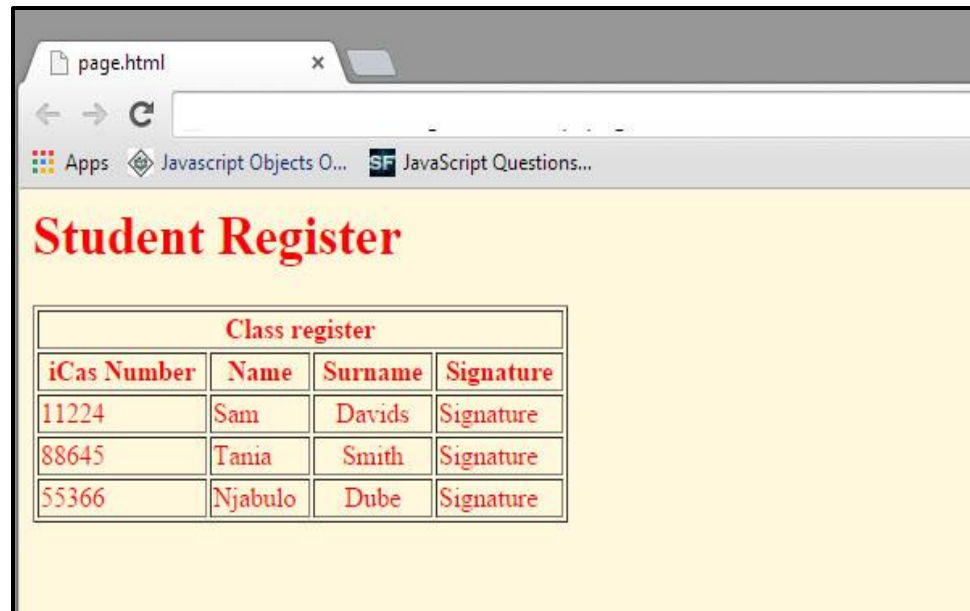 page.html
Apps Javascript Objects O... SF JavaScript Questions...
Student Register
Class register
iCas Number Name Surname Signature
11224 Sam Davids Signature
88645 Tania Smith Signature
55366 Njabulo Dube Signature